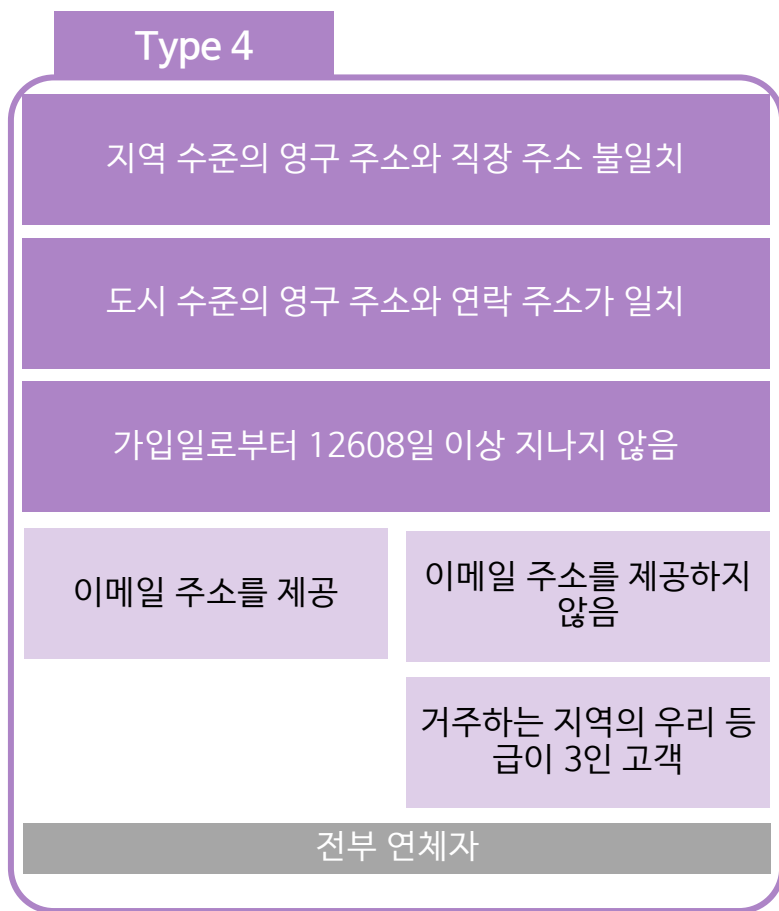 Type 4
지역 수준의 영구 주소와 직장 주소 불일치
도시 수준의 영구 주소와 연락 주소가 일치
가입일로부터 12608일 이상 지나지 않음
이메일 주소를 제공
이메일 주소를 제공하지
않음
거주하는 지역의 우리 등
급이 3인 고객
전부 연체자